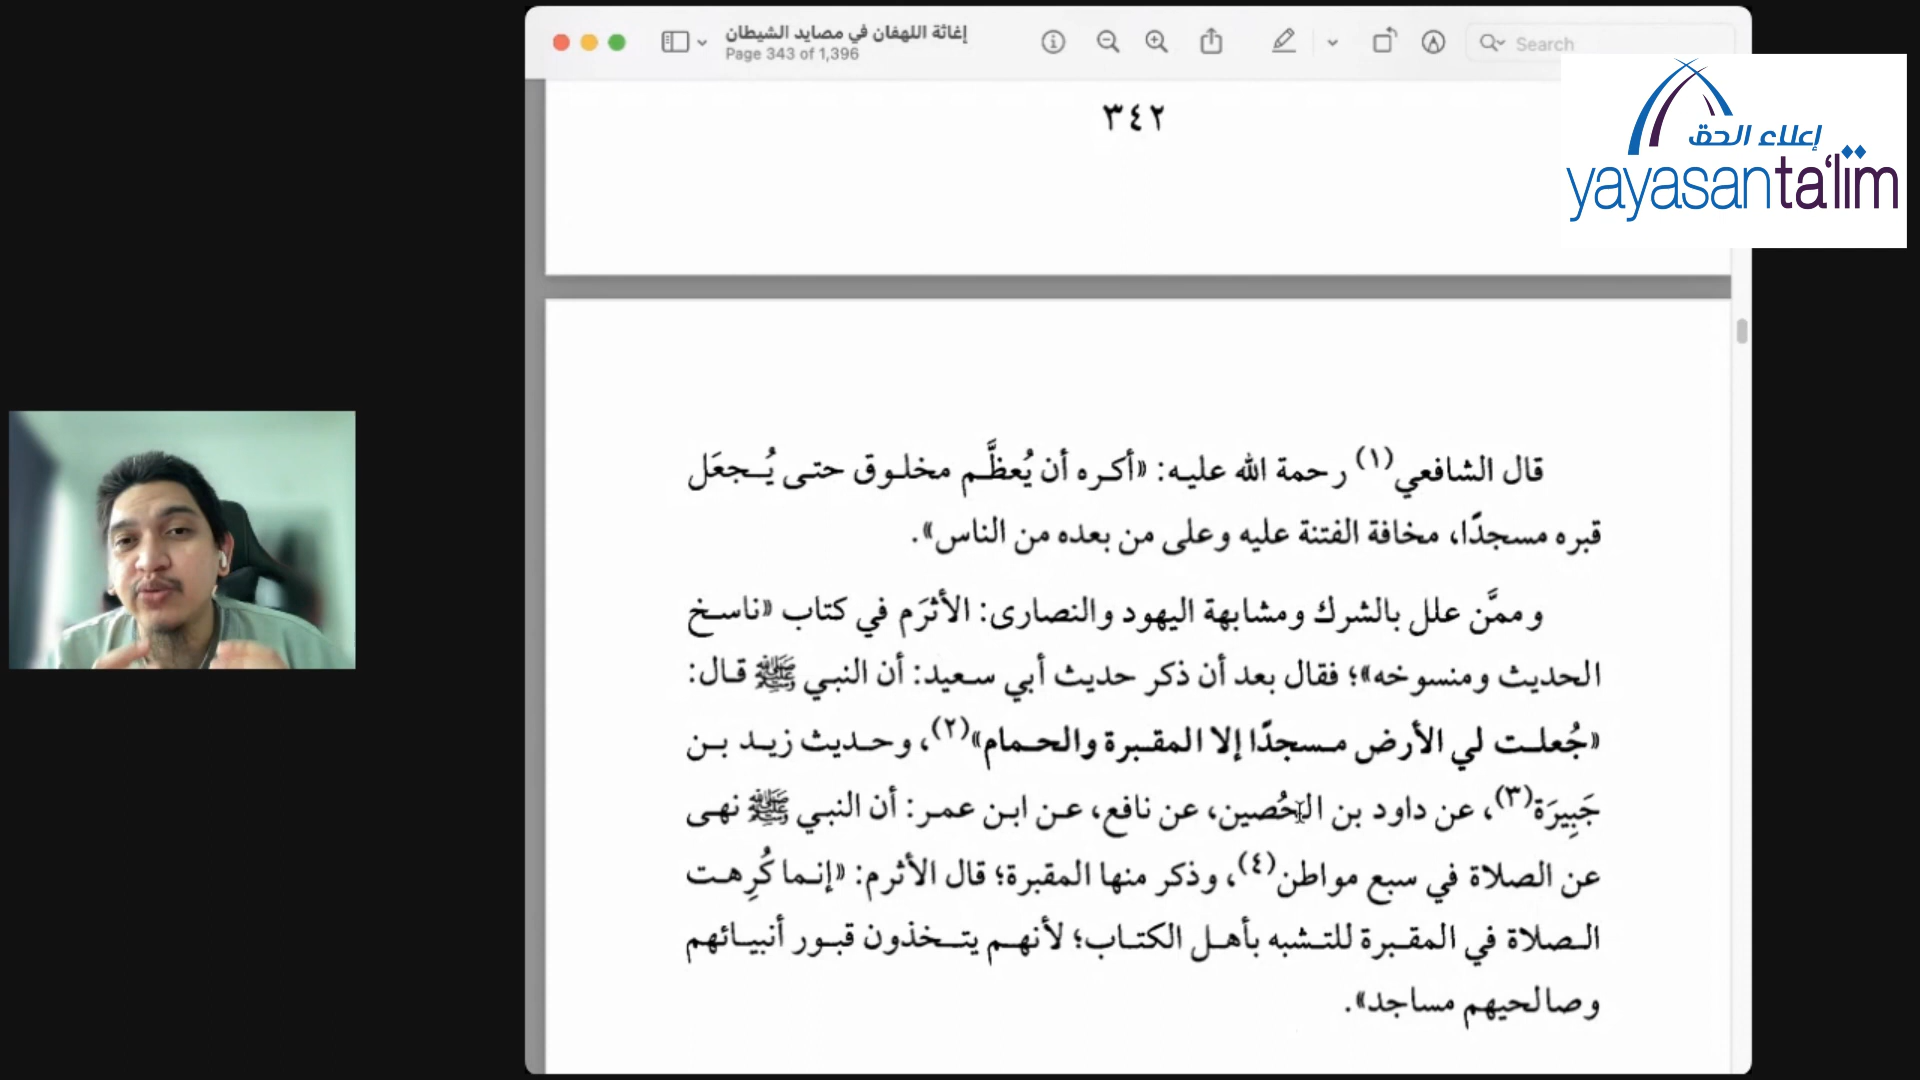 إغاثة اللهفان في مصايد الشيطان
Page 343 of 1,396
Search
إعلاء الحق
yayasanta'lim
٣٤٢
قال الشافعي(١) رحمة الله عليه: «أكره أن يُعظَّم مخلوق حتى يُجعَل
قبره مسجدًا، مخافة الفتنة عليه وعلى من بعده من الناس».
وممَّن علل بالشرك ومشابهة اليهود والنصارى: الأثرَم في كتاب «ناسخ
الحديث ومنسوخه»؛ فقال بعد أن ذكر حديث أبي سعيد: أن النبي ﷺ قال:
«جُعلت لي الأرض مسجدًا إلا المقبرة والحمام»(٢)، وحديث زيد بن
جَبِيرَة(٣)، عن داود بن الحُصين، عن نافع، عن ابن عمر: أن النبي ﷺ نهى
عن الصلاة في سبع مواطن(٤)، وذكر منها المقبرة؛ قال الأثرم: «إنما كُرِهت
الصلاة في المقبرة للتشبه بأهل الكتاب؛ لأنهم يتخذون قبور أنبيائهم
وصالحيهم مساجد».